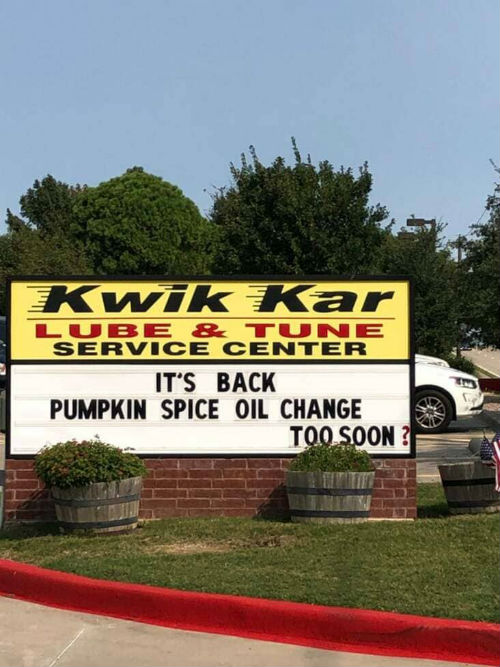 Kwik Kar
LUBE & TUNE
SERVICE CENTER
IT'S BACK
PUMPKIN SPICE OIL CHANGE
TOO SOON ?